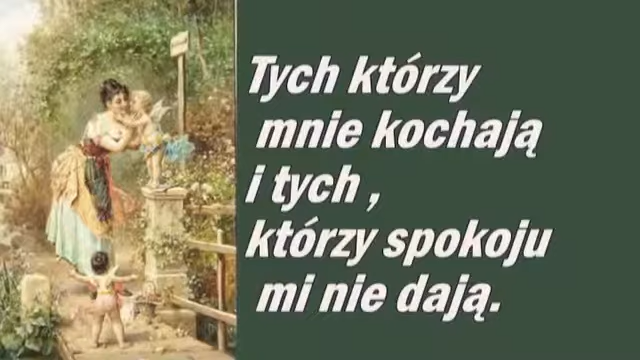 Tych którzy
mnie kochają
i tych ,
którzy spokoju
mi nie dają.